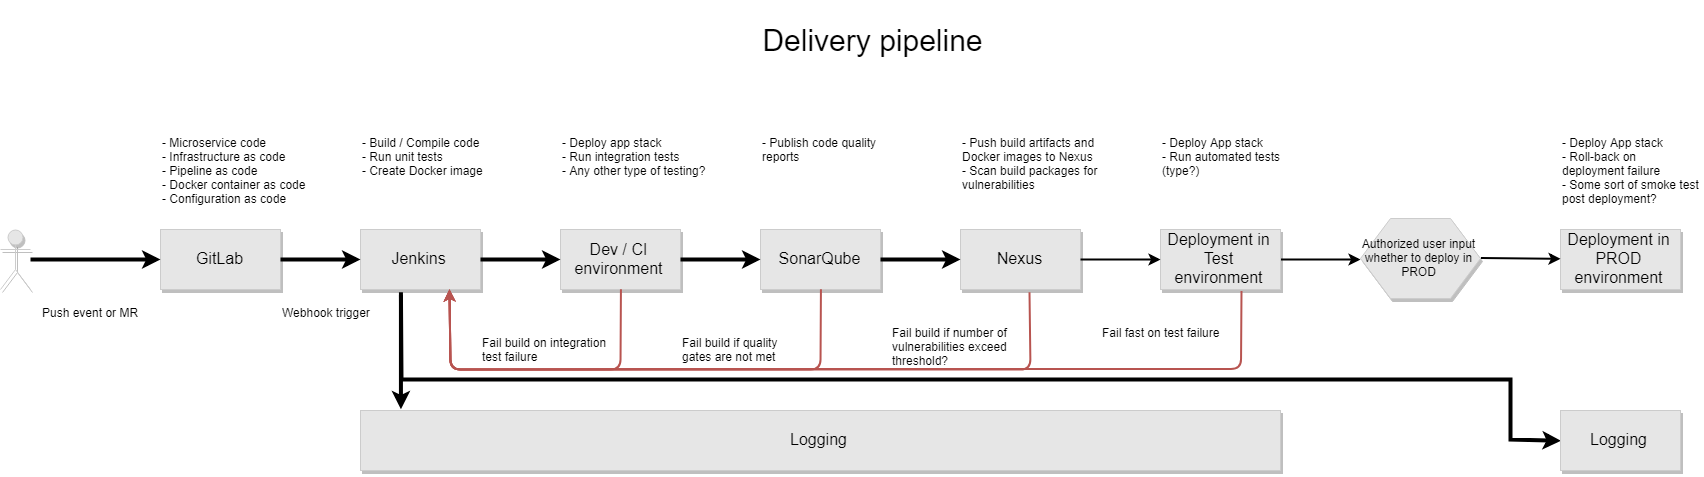 Delivery pipeline
- Microservice code
- Infrastructure as code
- Pipeline as code
- Docker container as code
- Configuration as code
- Build / Compile code
- Run unit tests
- Create Docker image
- Deploy app stack
- Run integration tests
- Any other type of testing?
- Publish code quality
reports
- Push build artifacts and
Docker images to Nexus
- Scan build packages for
vulnerabilities
- Deploy App stack
- Run automated tests
(type?)
- Deploy App stack
- Roll-back on
deployment failure
- Some sort of smoke test
post deployment?
GitLab
Jenkins
Dev / CI
environment
SonarQube
Nexus
Deployment in
Test
environment
Authorized user input
whether to deploy in
PROD
Deployment in
PROD
environment
Push event or MR
Webhook trigger
Fail build on integration
test failure
Fail build if quality
gates are not met
Fail build if number of
vulnerabilities exceed
threshold?
Fail fast on test failure
Logging
Logging